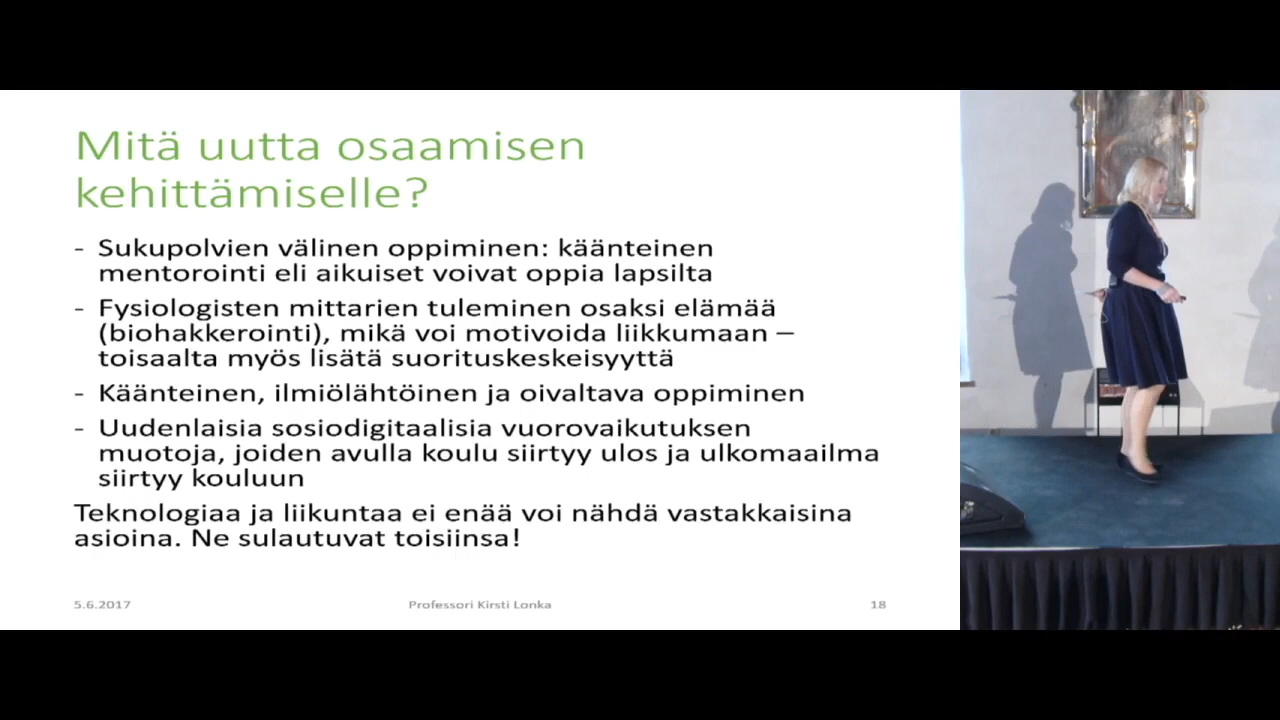 Mitä uutta osaamisen
kehittämiselle?
- Sukupolvien välinen oppiminen: käänteinen
mentorointi eli aikuiset voivat oppia lapsilta
- Fysiologisten mittarien tuleminen osaksi elämää
(biohakkerointi), mikä voi motivoida liikkumaan –
toisaalta myös lisätä suorituskeskeisyyttä
- Käänteinen, ilmiölähtöinen ja oivaltava oppiminen
- Uudenlaisia sosiodigitaalisia vuorovaikutuksen
muotoja, joiden avulla koulu siirtyy ulos ja ulkomaailma
siirtyy kouluun
Teknologiaa ja liikuntaa ei enää voi nähdä vastakkaisina
asioina. Ne sulautuvat toisiinsa!
5.6.2017 Professori Kirsti Lonka 18